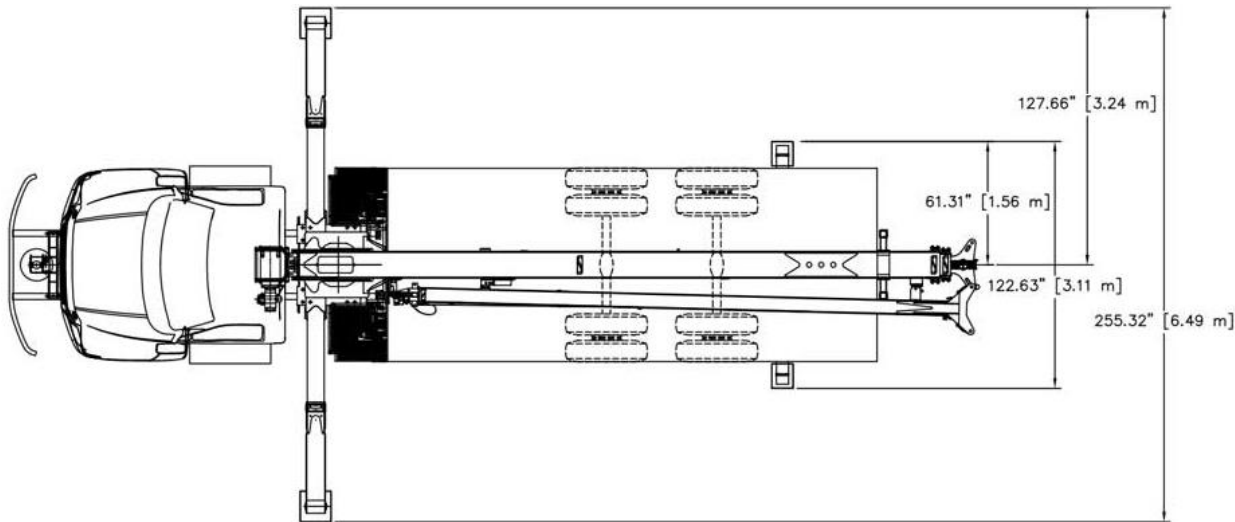 127.66" [3.24 m]
61.31" [1.56 m]
122.63" [3.11 m]
255.32" [6.49 m]